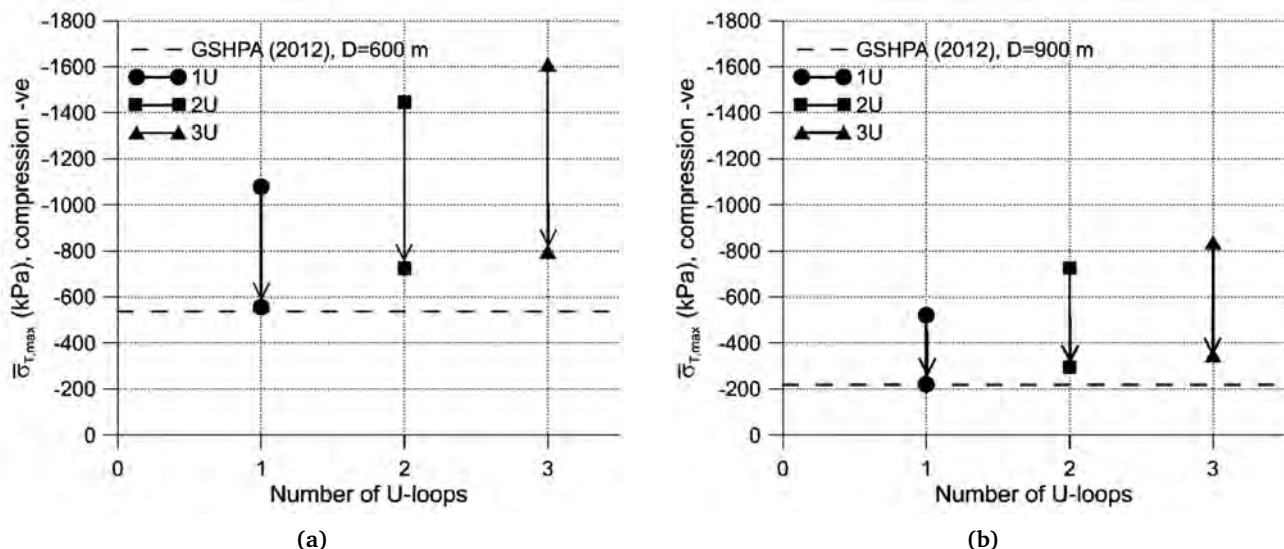 -1800
-1600
-1400
-1200
-1000
-800
-600
-400
-200
0
σ̅T,max (kPa), compression -ve
GSHPA (2012), D=600 m
1U
2U
3U
0 1 2 3
Number of U-loops
(a)
-1800
-1600
-1400
-1200
-1000
-800
-600
-400
-200
0
σ̅T,max (kPa), compression -ve
GSHPA (2012), D=900 m
1U
2U
3U
0 1 2 3
Number of U-loops
(b)